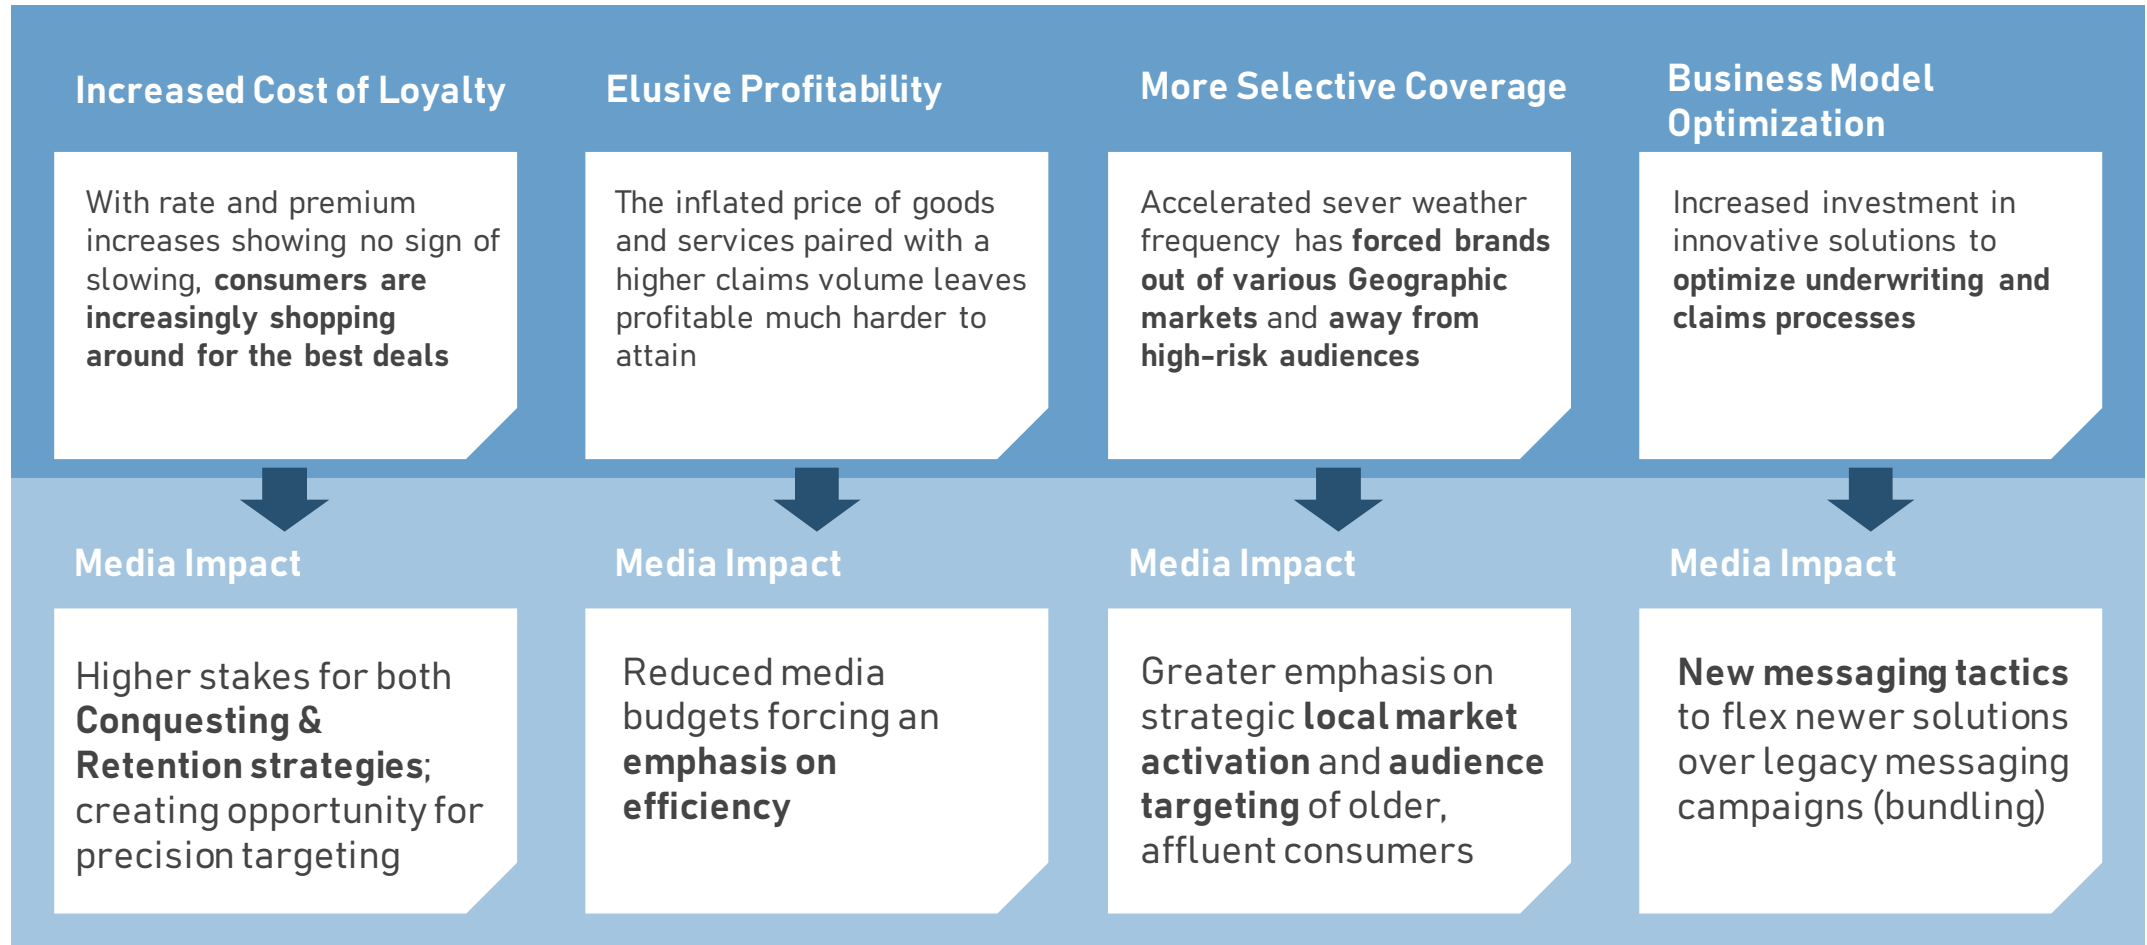 Increased Cost of Loyalty
With rate and premium
increases showing no sign of
slowing, consumers are
increasingly shopping
around for the best deals
Elusive Profitability
The inflated price of goods
and services paired with a
higher claims volume leaves
profitable much harder to
attain
More Selective Coverage
Accelerated sever weather
frequency has forced brands
out of various Geographic
markets and away from
high-risk audiences
Business Model
Optimization
Increased investment in
innovative solutions to
optimize underwriting and
claims processes
Media Impact
Higher stakes for both
Conquesting &
Retention strategies;
creating opportunity for
precision targeting
Media Impact
Reduced media
budgets forcing an
emphasis on
efficiency
Media Impact
Greater emphasis on
strategic local market
activation and audience
targeting of older,
affluent consumers
Media Impact
New messaging tactics
to flex newer solutions
over legacy messaging
campaigns (bundling)